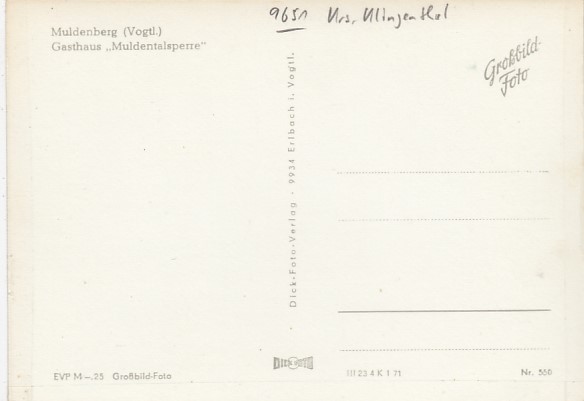 9651 Krs. Klingenthal
Muldenberg (Vogtl.)
Gasthaus „Muldentalsperre“
Großbild-
Foto
Dick-Foto-Verlag - 9934 Erlbach i. Vogtl.
DICK FOTO
EVP M –.25 Großbild-Foto
III 23 4 K 1 71
Nr. 560